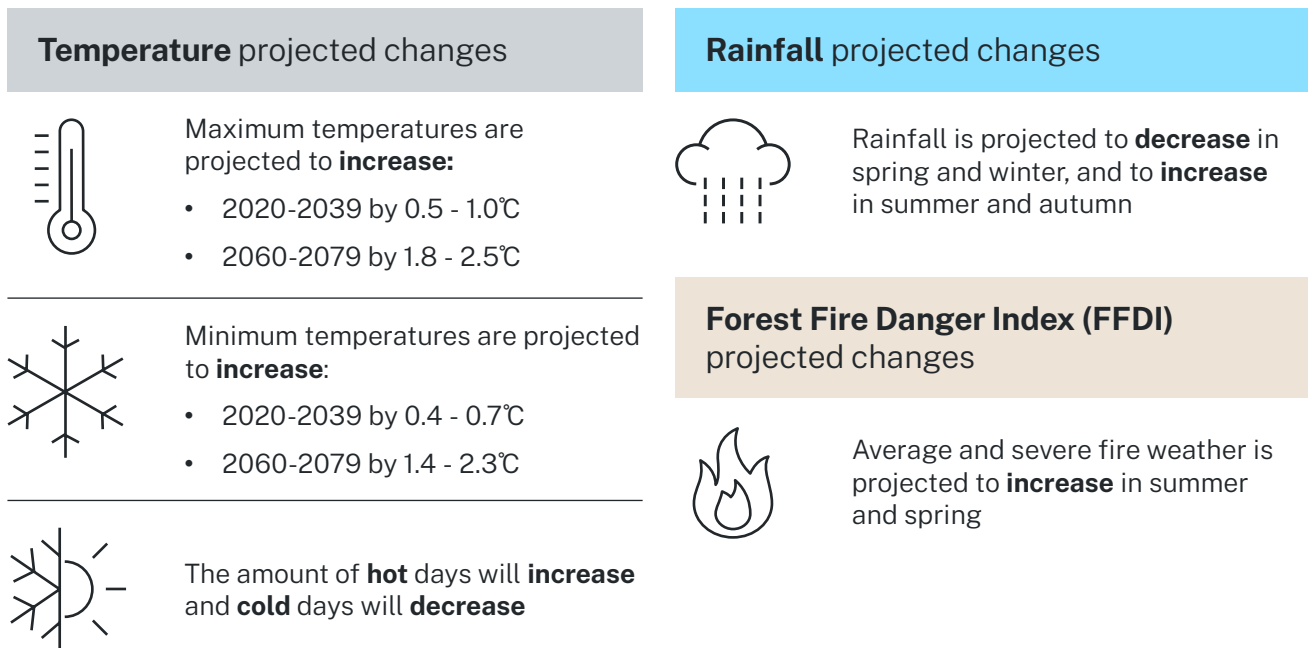 Temperature projected changes
Maximum temperatures are
projected to increase:
• 2020-2039 by 0.5 - 1.0℃
• 2060-2079 by 1.8 - 2.5℃
Minimum temperatures are projected
to increase:
• 2020-2039 by 0.4 - 0.7℃
• 2060-2079 by 1.4 - 2.3℃
The amount of hot days will increase
and cold days will decrease
Rainfall projected changes
Rainfall is projected to decrease in
spring and winter, and to increase
in summer and autumn
Forest Fire Danger Index (FFDI)
projected changes
Average and severe fire weather is
projected to increase in summer
and spring